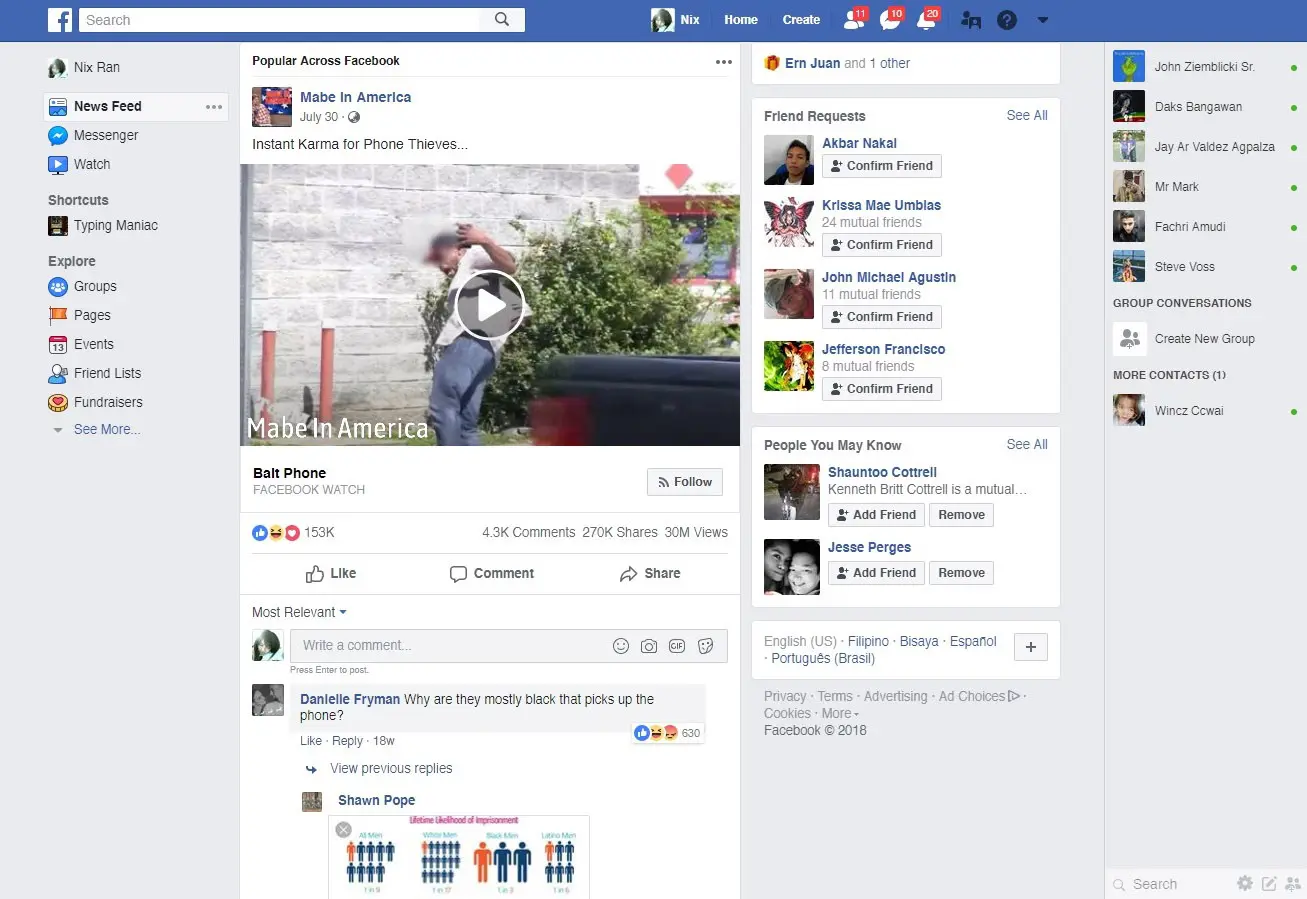 f
Search
Nix
Home
Create
11
10
20
Nix Ran
News Feed
Messenger
Watch
Shortcuts
Typing Maniac
Explore
Groups
Pages
13
Events
Friend Lists
Fundraisers
See More...
Popular Across Facebook
Mabe In America
July 30 ·
Instant Karma for Phone Thieves...
Mabe In America
Bait Phone
FACEBOOK WATCH
Follow
153K
4.3K Comments 270K Shares 30M Views
Like
Comment
Share
Most Relevant
Write a comment...
GIF
Press Enter to post.
Danielle Fryman Why are they mostly black that picks up the
phone?
630
Like · Reply · 18w
View previous replies
Shawn Pope
Lifetime Likelihood of Imprisonment
All Men
White Men
Black Men
Latino Men
1 in 9
1 in 17
1 in 3
1 in 6
Ern Juan and 1 other
Friend Requests
See All
Akbar Nakal
Confirm Friend
Krissa Mae Umbias
24 mutual friends
Confirm Friend
John Michael Agustin
11 mutual friends
Confirm Friend
Jefferson Francisco
8 mutual friends
Confirm Friend
People You May Know
See All
Shauntoo Cottrell
Kenneth Britt Cottrell is a mutual…
Add Friend
Remove
Jesse Perges
Add Friend
Remove
English (US) · Filipino · Bisaya · Español
· Português (Brasil)
+
Privacy · Terms · Advertising · Ad Choices ·
Cookies · More
Facebook © 2018
John Ziemblicki Sr.
Daks Bangawan
Jay Ar Valdez Agpalza
Mr Mark
Fachri Amudi
Steve Voss
GROUP CONVERSATIONS
Create New Group
MORE CONTACTS (1)
Wincz Ccwai
Search